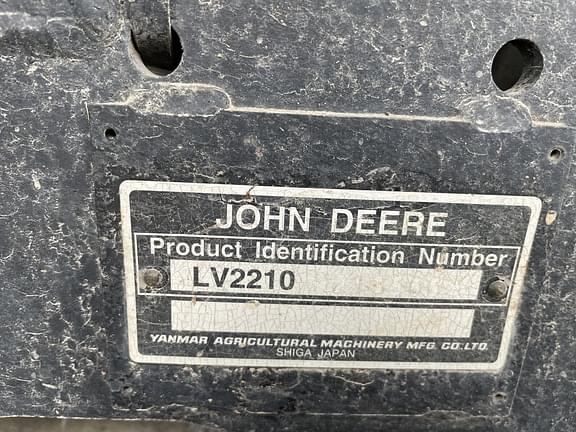 JOHN DEERE
Product Identification Number
LV2210
YANMAR AGRICULTURAL MACHINERY MFG. CO. LTD.
SHIGA JAPAN